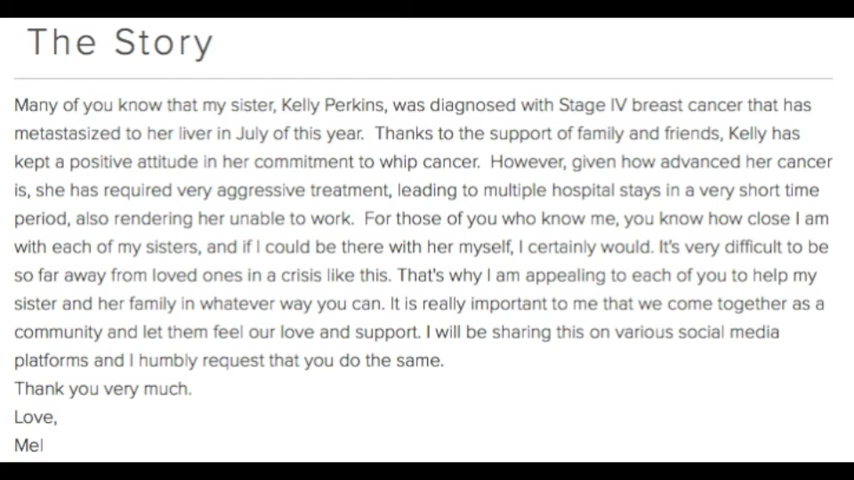 The Story
Many of you know that my sister, Kelly Perkins, was diagnosed with Stage IV breast cancer that has
metastasized to her liver in July of this year.  Thanks to the support of family and friends, Kelly has
kept a positive attitude in her commitment to whip cancer.  However, given how advanced her cancer
is, she has required very aggressive treatment, leading to multiple hospital stays in a very short time
period, also rendering her unable to work.  For those of you who know me, you know how close I am
with each of my sisters, and if I could be there with her myself, I certainly would. It's very difficult to be
so far away from loved ones in a crisis like this. That's why I am appealing to each of you to help my
sister and her family in whatever way you can. It is really important to me that we come together as a
community and let them feel our love and support. I will be sharing this on various social media
platforms and I humbly request that you do the same.
Thank you very much.
Love,
Mel